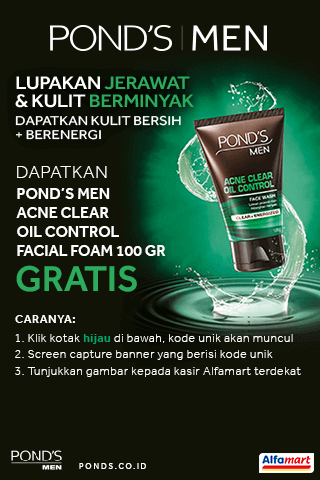 POND'S | MEN
LUPAKAN JERAWAT
& KULIT BERMINYAK
DAPATKAN KULIT BERSIH
+ BERENERGI
DAPATKAN
POND'S MEN
ACNE CLEAR
OIL CONTROL
FACIAL FOAM 100 GR
GRATIS
POND'S
MEN
ACNE CLEAR
OIL CONTROL
FACE WASH
CLEAR + ENERGIZED
CARANYA:
1. Klik kotak hijau di bawah, kode unik akan muncul
2. Screen capture banner yang berisi kode unik
3. Tunjukkan gambar kepada kasir Alfamart terdekat
POND'S
MEN
PONDS.CO.ID
Alfamart